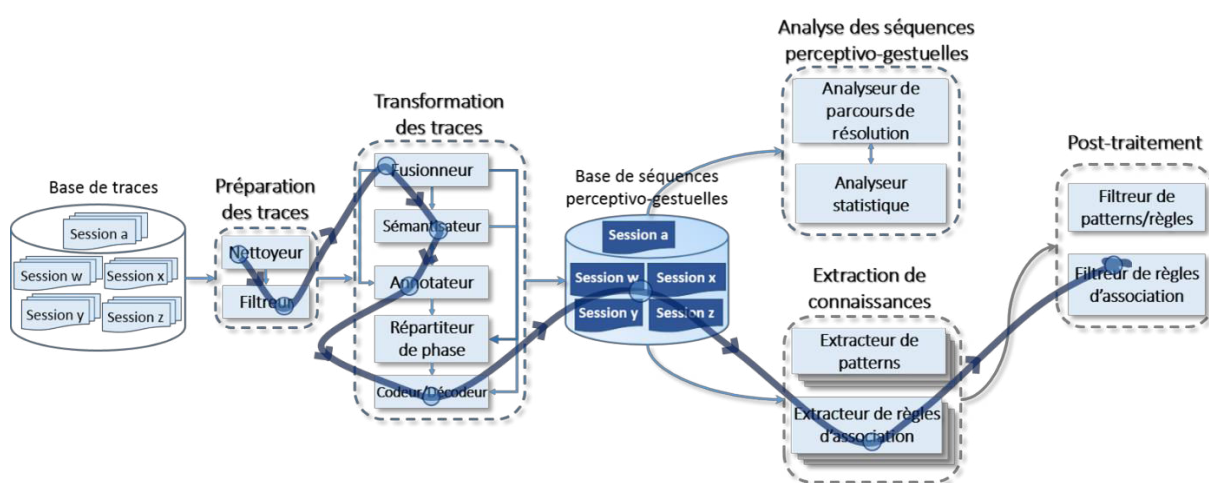 Base de traces
Session a
Session w
Session x
Session y
Session z
Préparation
des traces
Nettoyeur
Filtreur
Transformation
des traces
Fusionneur
Sémantisateur
Annotateur
Répartiteur
de phase
Codeur/Décodeur
Base de séquences
perceptivo-gestuelles
Session a
Session w
Session x
Session y
Session z
Analyse des séquences
perceptivo-gestuelles
Analyseur de
parcours de
résolution
Analyseur
statistique
Extraction de
connaissances
Extracteur de
patterns
Extracteur de règles
d'association
Post-traitement
Filtreur de
patterns/règles
Filtreur de règles
d'association